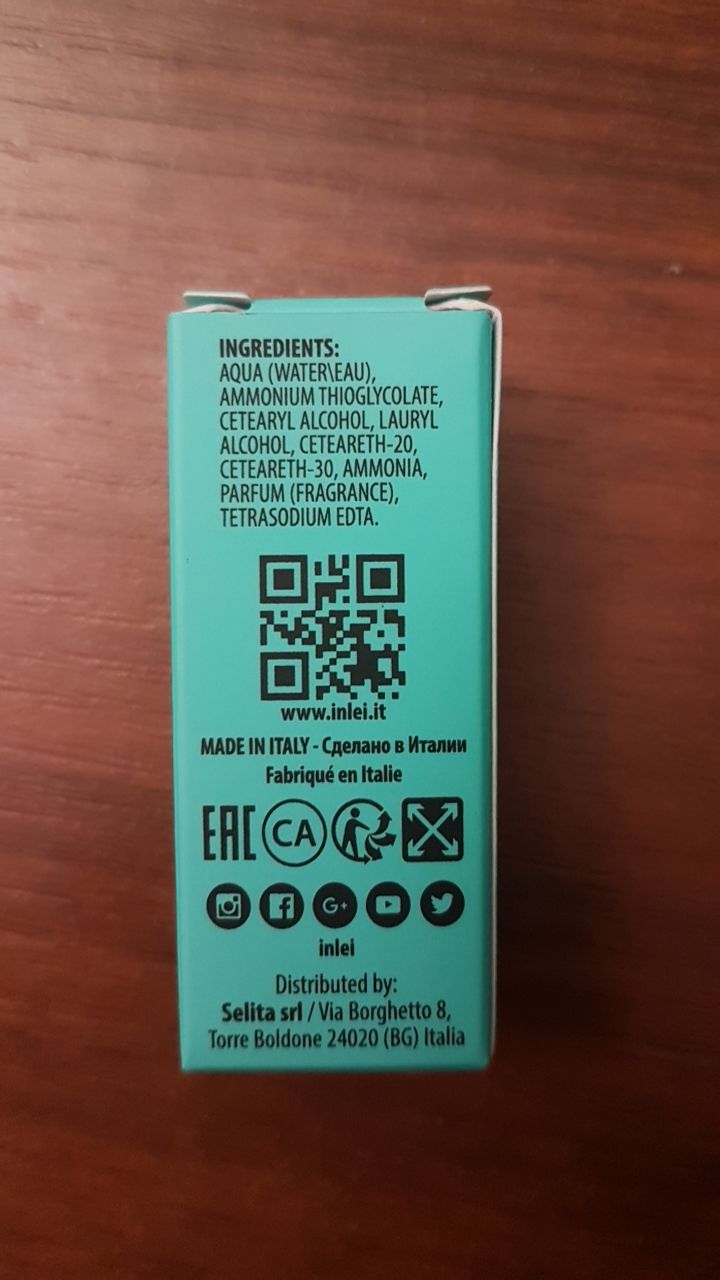 INGREDIENTS:
AQUA (WATER\EAU),
AMMONIUM THIOGLYCOLATE,
CETEARYL ALCOHOL, LAURYL
ALCOHOL, CETEARETH-20,
CETEARETH-30, AMMONIA,
PARFUM (FRAGRANCE),
TETRASODIUM EDTA.
www.inlei.it
MADE IN ITALY - Сделано в Италии
Fabriqué en Italie
EAC CA
G+
inlei
Distributed by:
Selita srl / Via Borghetto 8,
Torre Boldone 24020 (BG) Italia